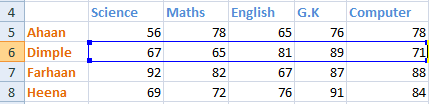 4 Science Maths English G.K Computer
5 Ahaan 56 78 65 76 78
6 Dimple 67 65 81 89 71
7 Farhaan 92 82 67 87 88
8 Heena 69 72 76 91 84